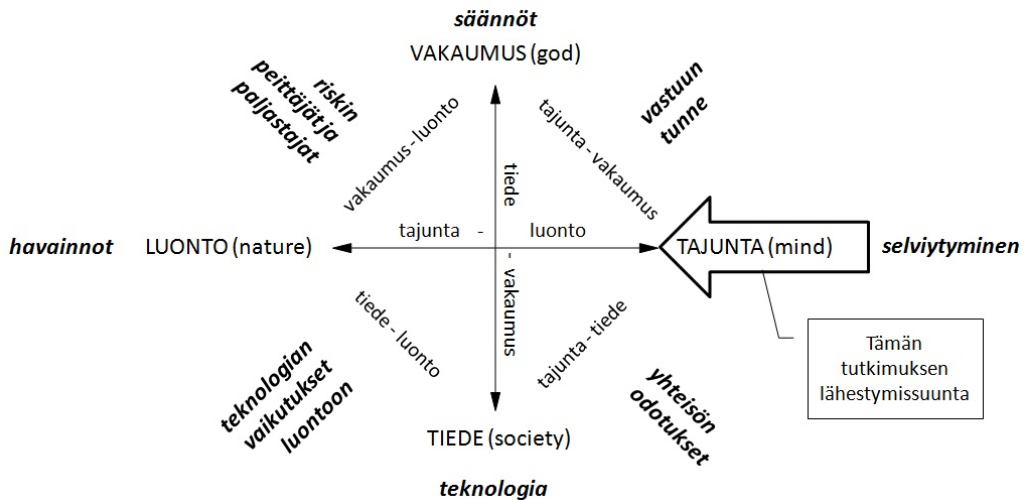 säännöt
VAKAUMUS (god)
riskin
peittäjät ja
paljastajat
vastuun
tunne
vakaumus - luonto
tajunta - vakaumus
tiede - vakaumus
havainnot
LUONTO (nature)
tajunta - luonto
TAJUNTA (mind)
selviytyminen
tiede - luonto
tajunta - tiede
Tämän
tutkimuksen
lähestymissuunta
teknologian
vaikutukset
luontoon
yhteisön
odotukset
TIEDE (society)
teknologia